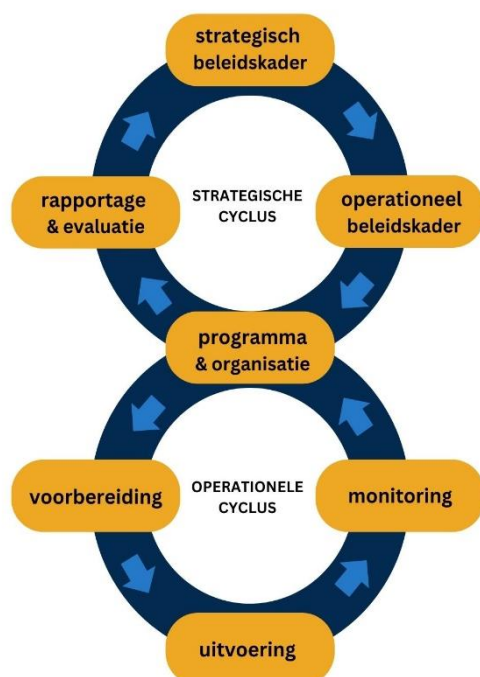 strategisch
beleidskader
rapportage
& evaluatie
STRATEGISCHE
CYCLUS
operationeel
beleidskader
programma
& organisatie
voorbereiding
OPERATIONELE
CYCLUS
monitoring
uitvoering